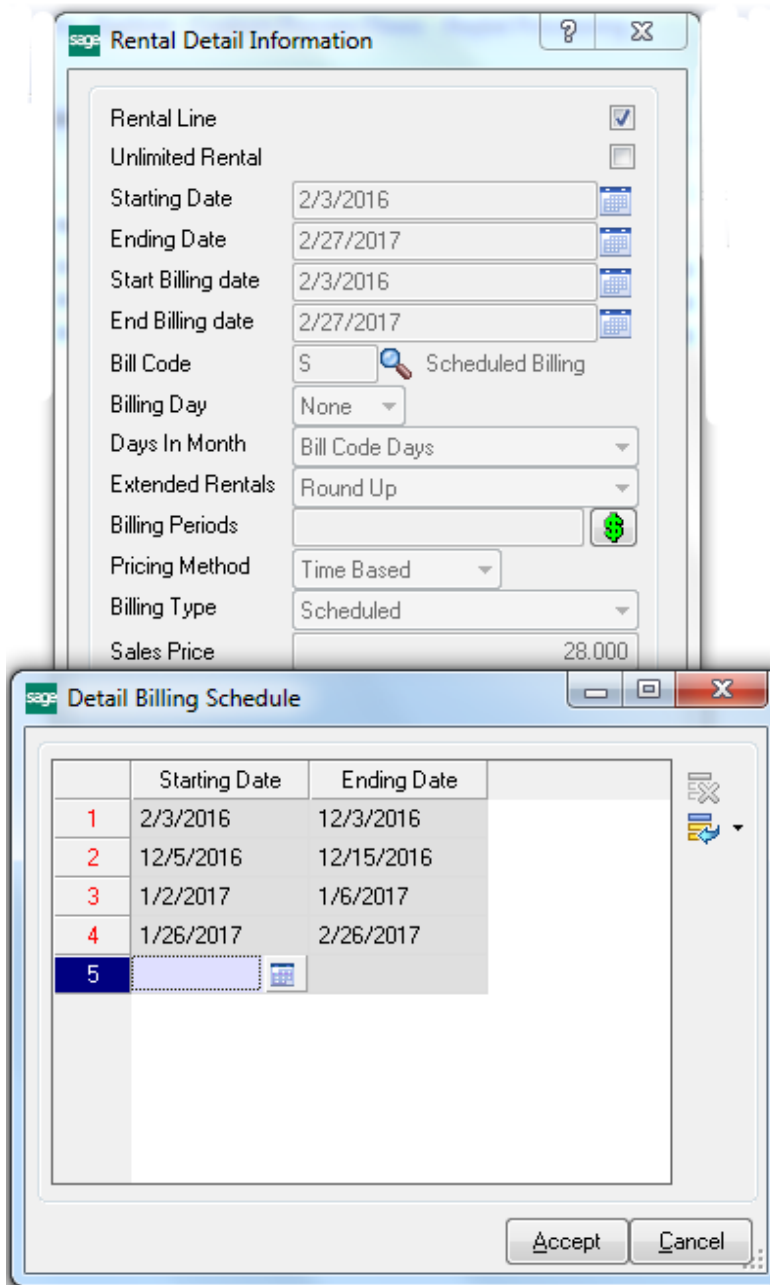 sage Rental Detail Information
Rental Line
Unlimited Rental
Starting Date 2/3/2016
Ending Date 2/27/2017
Start Billing date 2/3/2016
End Billing date 2/27/2017
Bill Code S Scheduled Billing
Billing Day None
Days In Month Bill Code Days
Extended Rentals Round Up
Billing Periods $
Pricing Method Time Based
Billing Type Scheduled
Sales Price 28.000
sage Detail Billing Schedule
Starting Date Ending Date
1 2/3/2016 12/3/2016
2 12/5/2016 12/15/2016
3 1/2/2017 1/6/2017
4 1/26/2017 2/26/2017
5
Accept Cancel